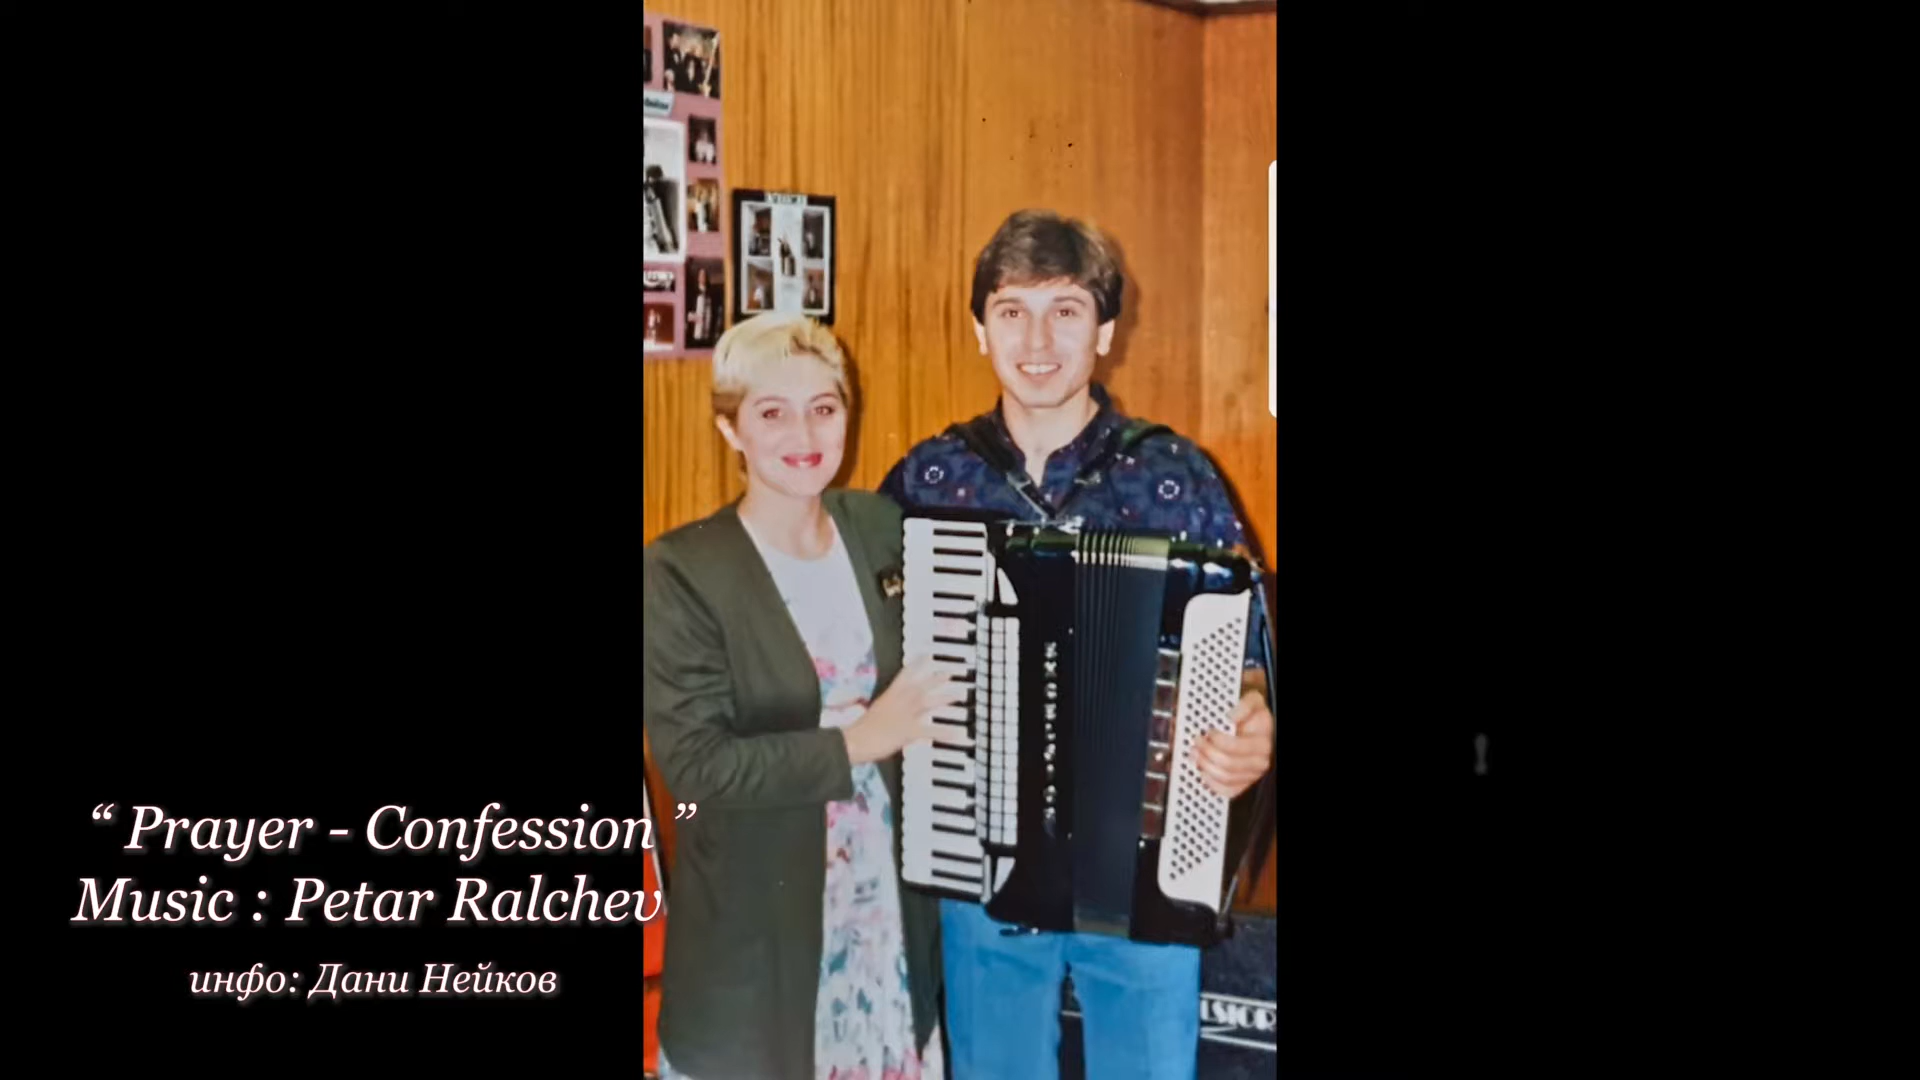 “ Prayer - Confession ”
Music : Petar Ralchev
инфо: Дани Нейков